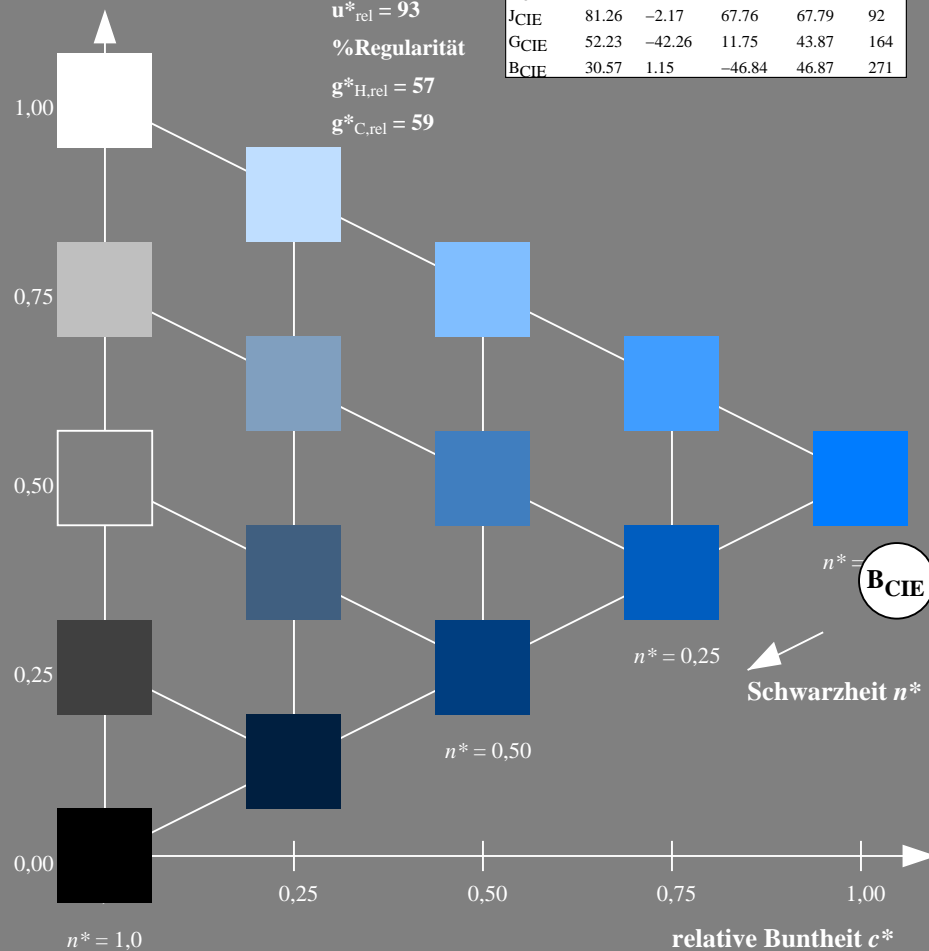 u*rel = 93
%Regularität
g*H,rel = 57
g*C,rel = 59
JCIE 81.26 −2.17 67.76 67.79 92
GCIE 52.23 −42.26 11.75 43.87 164
BCIE 30.57 1.15 −46.84 46.87 271
1,00
0,75
0,50
n* =
BCIE
n* = 0,25
0,25
Schwarzheit n*
n* = 0,50
0,00
0,25 0,50 0,75 1,00
n* = 1,0
relative Buntheit c*